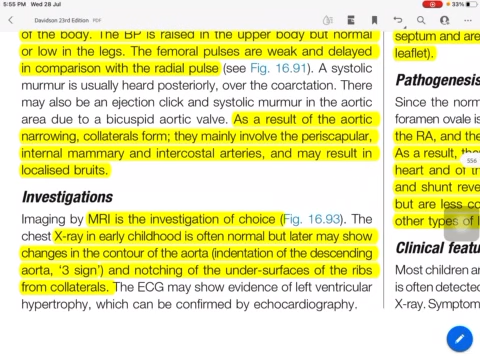 5:55 PM Wed 28 Jul
33%
Davidson 23rd Edition PDF
of the body. The BP is raised in the upper body but normal
or low in the legs. The femoral pulses are weak and delayed
in comparison with the radial pulse (see Fig. 16.91). A systolic
murmur is usually heard posteriorly, over the coarctation. There
may also be an ejection click and systolic murmur in the aortic
area due to a bicuspid aortic valve. As a result of the aortic
narrowing, collaterals form; they mainly involve the periscapular,
internal mammary and intercostal arteries, and may result in
localised bruits.
Investigations
Imaging by MRI is the investigation of choice (Fig. 16.93). The
chest X-ray in early childhood is often normal but later may show
changes in the contour of the aorta (indentation of the descending
aorta, ‘3 sign’) and notching of the under-surfaces of the ribs
from collaterals. The ECG may show evidence of left ventricular
hypertrophy, which can be confirmed by echocardiography.
septum and are
leaflet).
Pathogenesis
Since the norm
foramen ovale is
the RA, and the
As a result, the
556
heart and of th
and shunt reve
but are less co
other types of l
Clinical featu
Most children a
is often detected
X-ray. Symptom